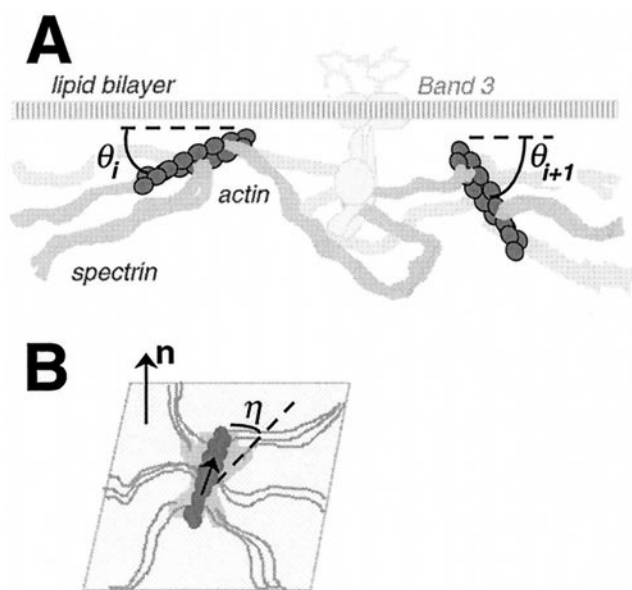 A
lipid bilayer
Band 3
θi
actin
θi+1
spectrin
B
n
η